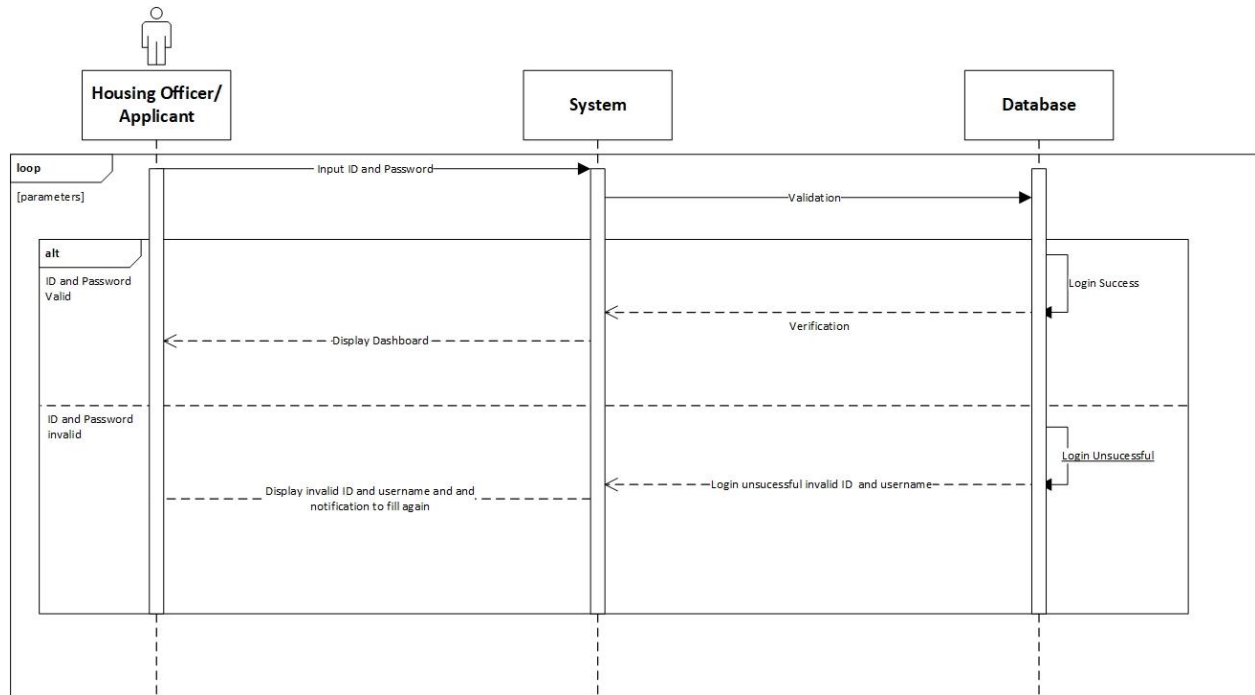 Housing Officer/
Applicant
System
Database
loop
[parameters]
Input ID and Password
Validation
alt
ID and Password
Valid
Login Success
Verification
Display Dashboard
ID and Password
invalid
Login Unsucessful
Login unsucessful invalid ID and username
Display invalid ID and username and and
notification to fill again